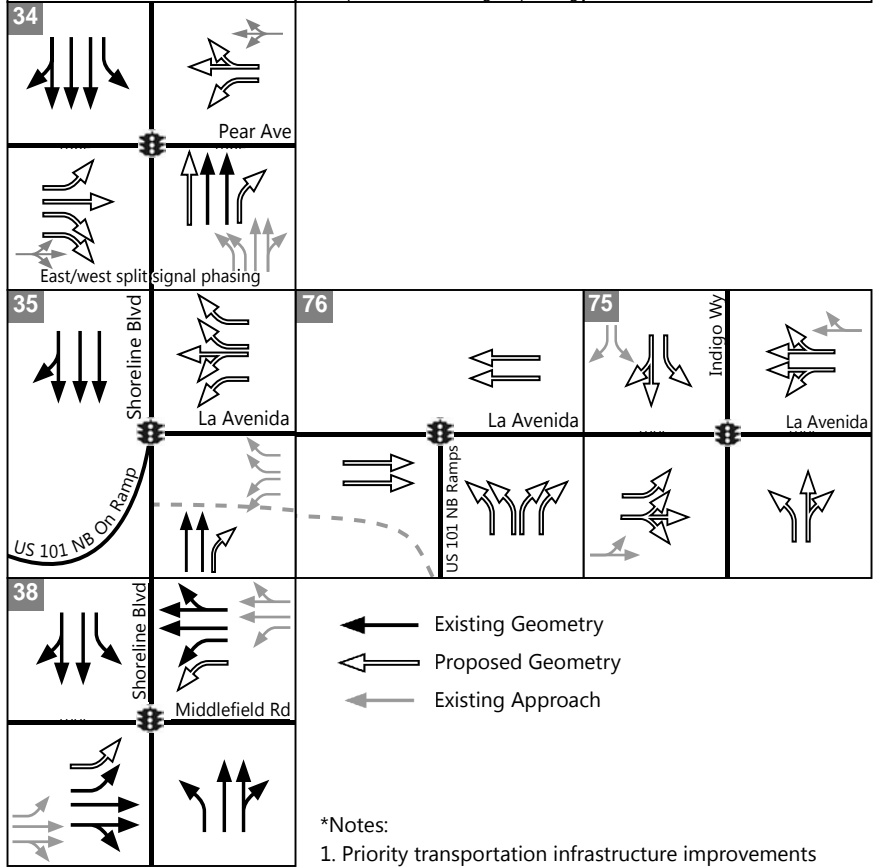 34
Pear Ave
East/west split signal phasing
35
Shoreline Blvd
La Avenida
US 101 NB On Ramp
76
La Avenida
US 101 NB Ramps
75
Indigo Wy
La Avenida
38
Shoreline Blvd
Middlefield Rd
Existing Geometry
Proposed Geometry
Existing Approach
*Notes:
1. Priority transportation infrastructure improvements